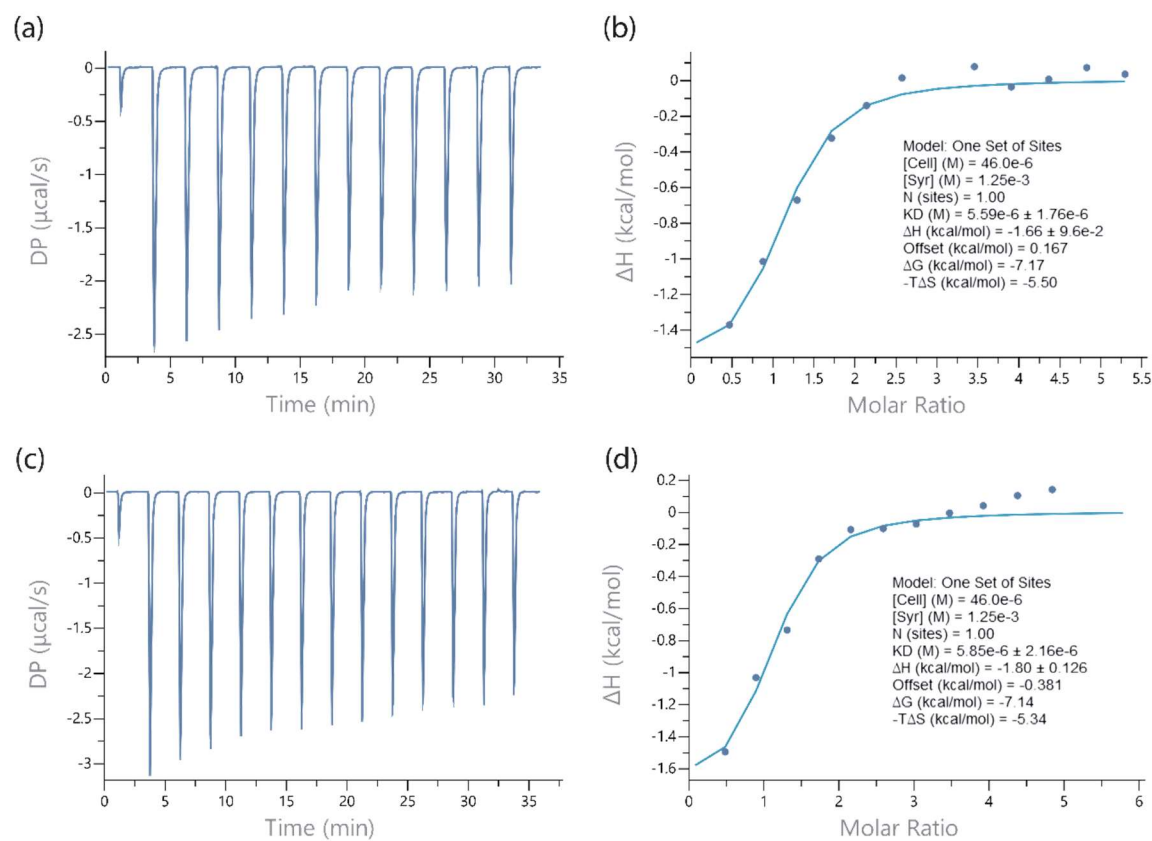 (a)
0
-0.5
-1
-1.5
-2
-2.5
DP (μcal/s)
0 5 10 15 20 25 30 35
Time (min)
(b)
0
-0.2
-0.4
-0.6
-0.8
-1
-1.2
-1.4
ΔH (kcal/mol)
Model: One Set of Sites
[Cell] (M) = 46.0e-6
[Syr] (M) = 1.25e-3
N (sites) = 1.00
KD (M) = 5.59e-6 ± 1.76e-6
ΔH (kcal/mol) = -1.66 ± 9.6e-2
Offset (kcal/mol) = 0.167
ΔG (kcal/mol) = -7.17
-TΔS (kcal/mol) = -5.50
0 0.5 1 1.5 2 2.5 3 3.5 4 4.5 5 5.5
Molar Ratio
(c)
0
-0.5
-1
-1.5
-2
-2.5
-3
DP (μcal/s)
0 5 10 15 20 25 30 35
Time (min)
(d)
0.2
0
-0.2
-0.4
-0.6
-0.8
-1
-1.2
-1.4
-1.6
ΔH (kcal/mol)
Model: One Set of Sites
[Cell] (M) = 46.0e-6
[Syr] (M) = 1.25e-3
N (sites) = 1.00
KD (M) = 5.85e-6 ± 2.16e-6
ΔH (kcal/mol) = -1.80 ± 0.126
Offset (kcal/mol) = -0.381
ΔG (kcal/mol) = -7.14
-TΔS (kcal/mol) = -5.34
0 1 2 3 4 5 6
Molar Ratio